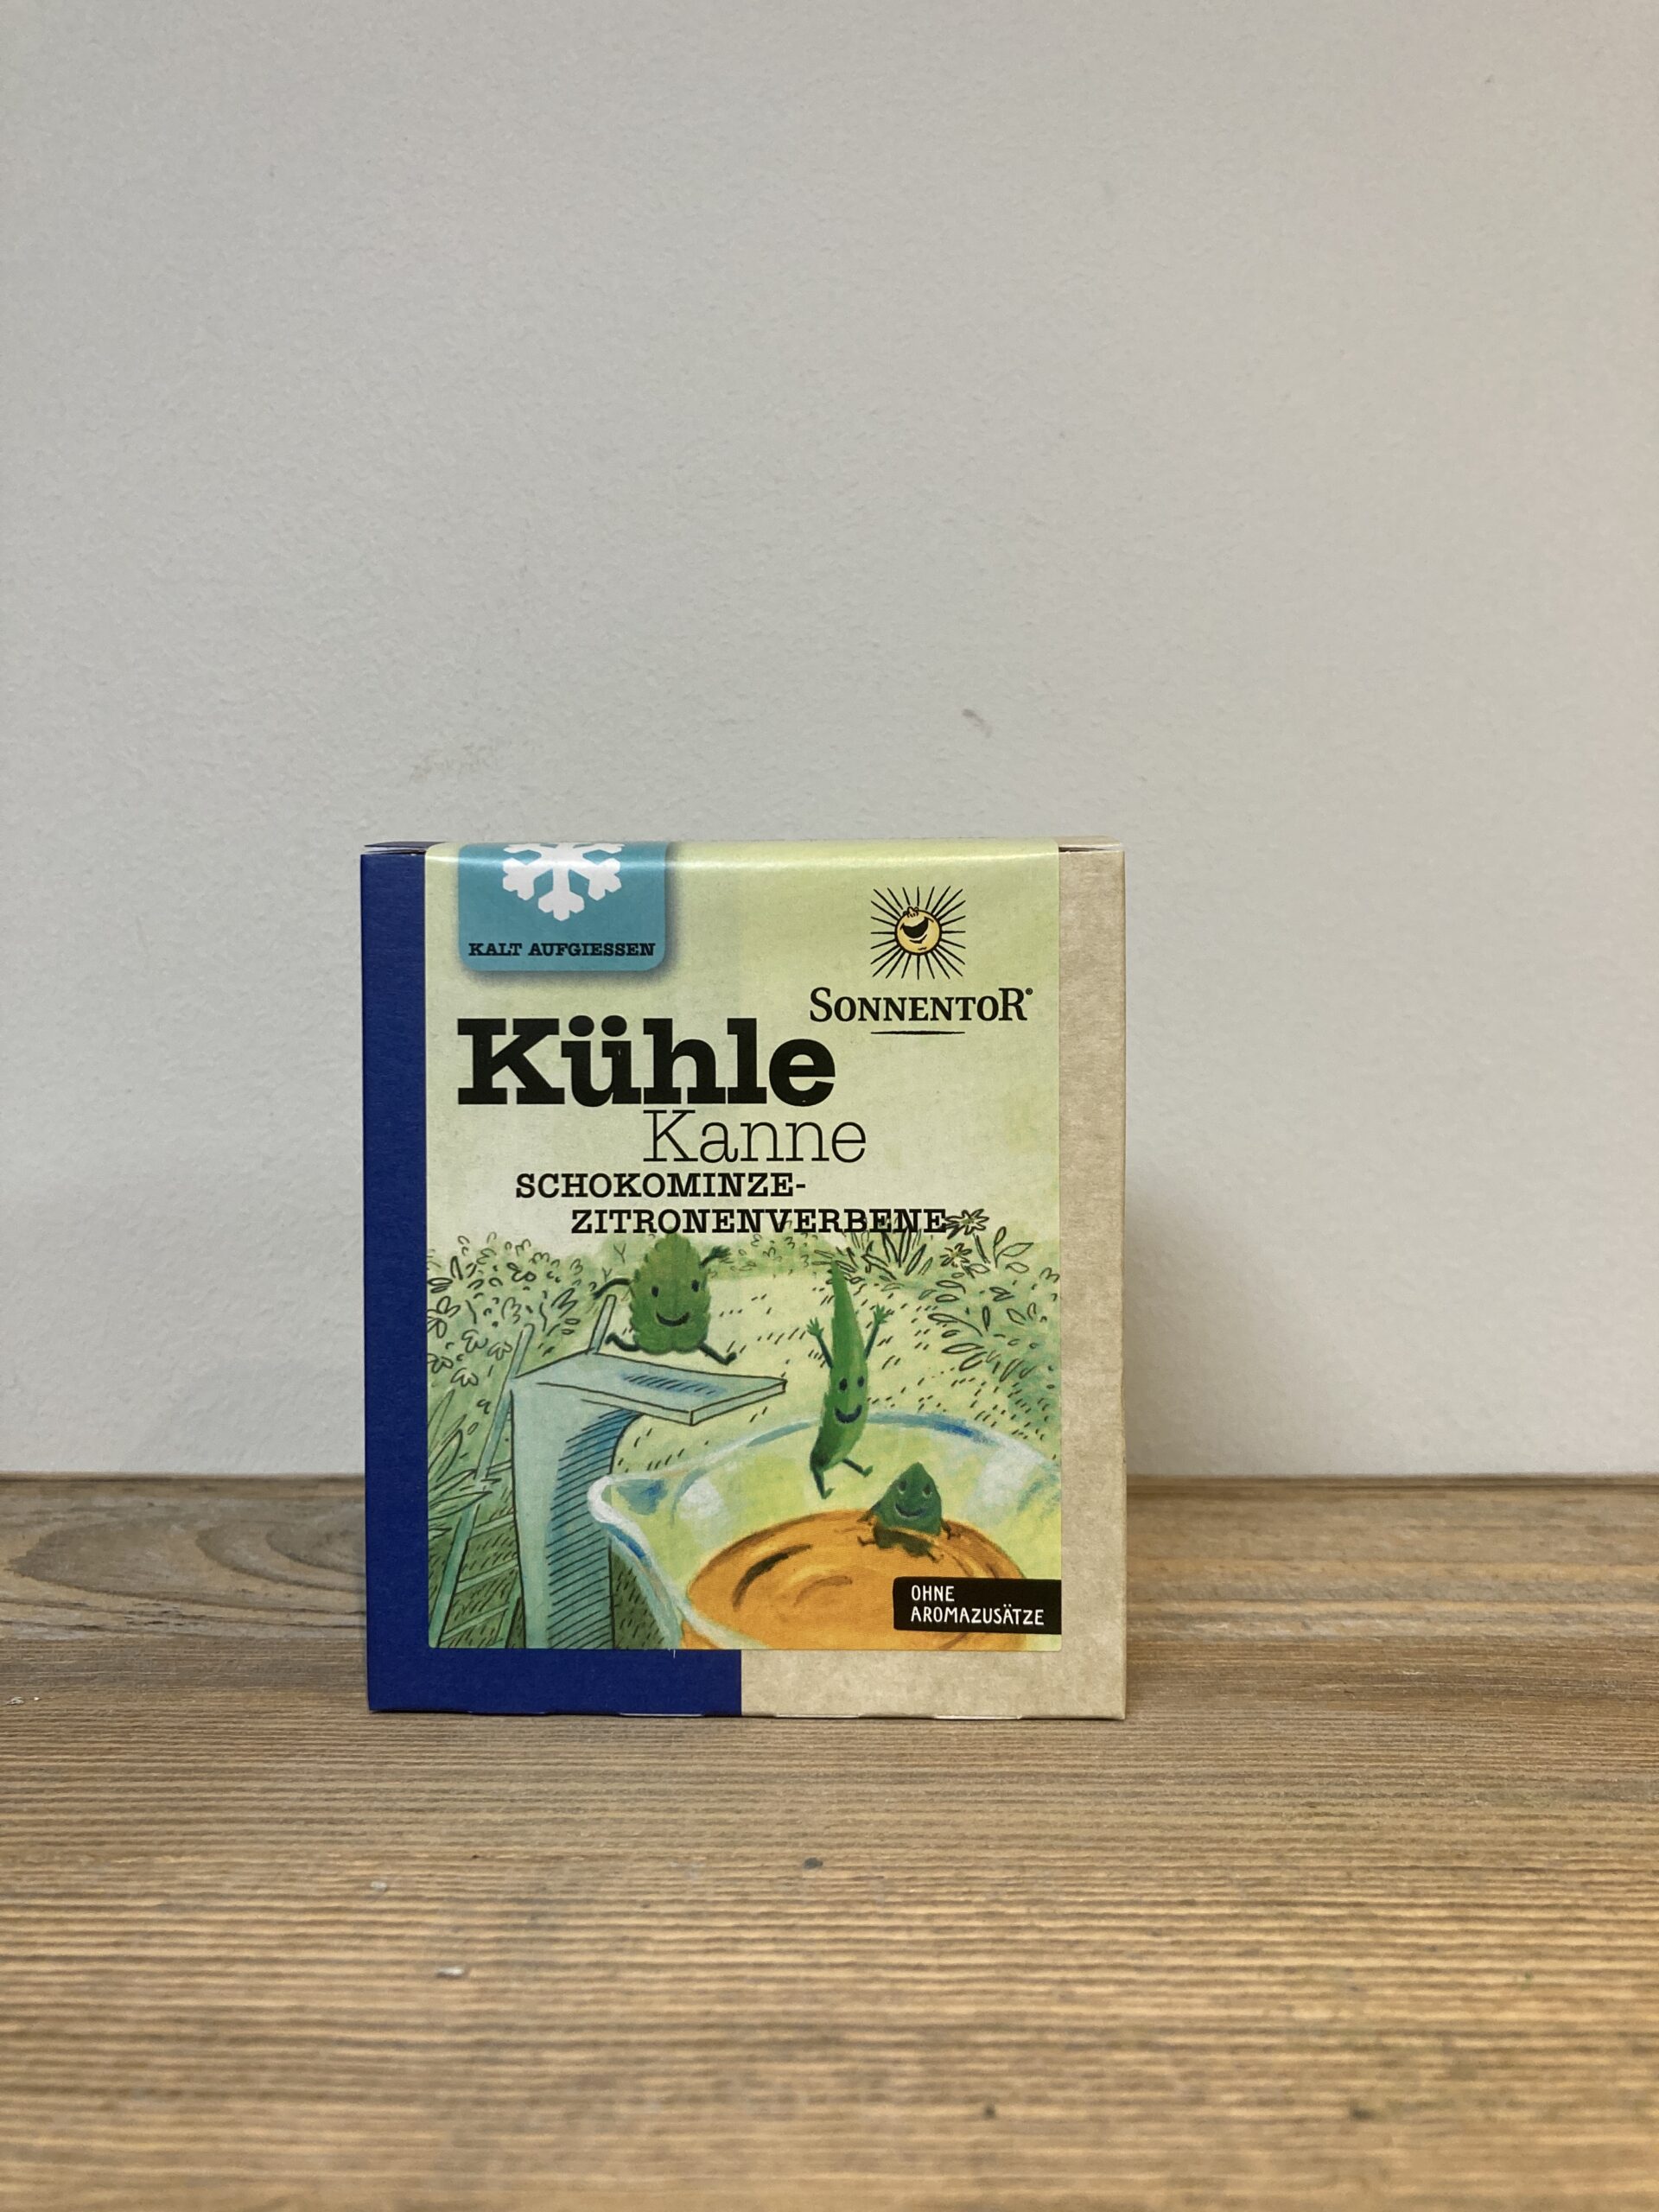 KALT AUFGIESSEN
SONNENTOR®
Kühle
Kanne
SCHOKOMINZE-
ZITRONENVERBENE
OHNE
AROMAZUSÄTZE